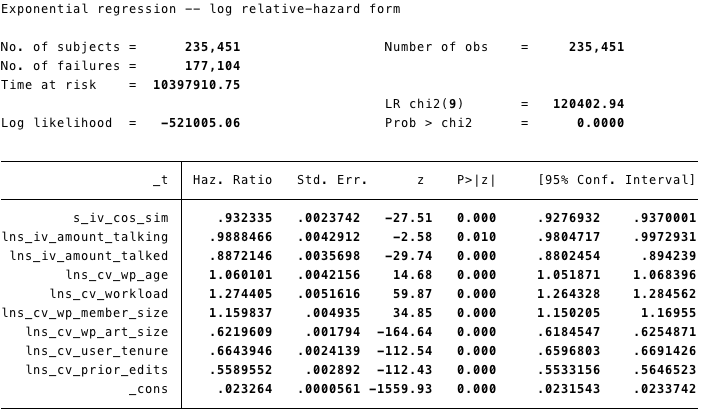 Exponential regression -- log relative-hazard form
No. of subjects = 235,451 Number of obs = 235,451
No. of failures = 177,104
Time at risk = 10397910.75
LR chi2(9) = 120402.94
Log likelihood = -521005.06 Prob > chi2 = 0.0000
_t Haz. Ratio Std. Err. z P>|z| [95% Conf. Interval]
s_iv_cos_sim .932335 .0023742 -27.51 0.000 .9276932 .9370001
lns_iv_amount_talking .9888466 .0042912 -2.58 0.010 .9804717 .9972931
lns_iv_amount_talked .8872146 .0035698 -29.74 0.000 .8802454 .894239
lns_cv_wp_age 1.060101 .0042156 14.68 0.000 1.051871 1.068396
lns_cv_workload 1.274405 .0051616 59.87 0.000 1.264328 1.284562
lns_cv_wp_member_size 1.159837 .004935 34.85 0.000 1.150205 1.16955
lns_cv_wp_art_size .6219609 .001794 -164.64 0.000 .6184547 .6254871
lns_cv_user_tenure .6643946 .0024139 -112.54 0.000 .6596803 .6691426
lns_cv_prior_edits .5589552 .002892 -112.43 0.000 .5533156 .5646523
_cons .023264 .0000561 -1559.93 0.000 .0231543 .0233742